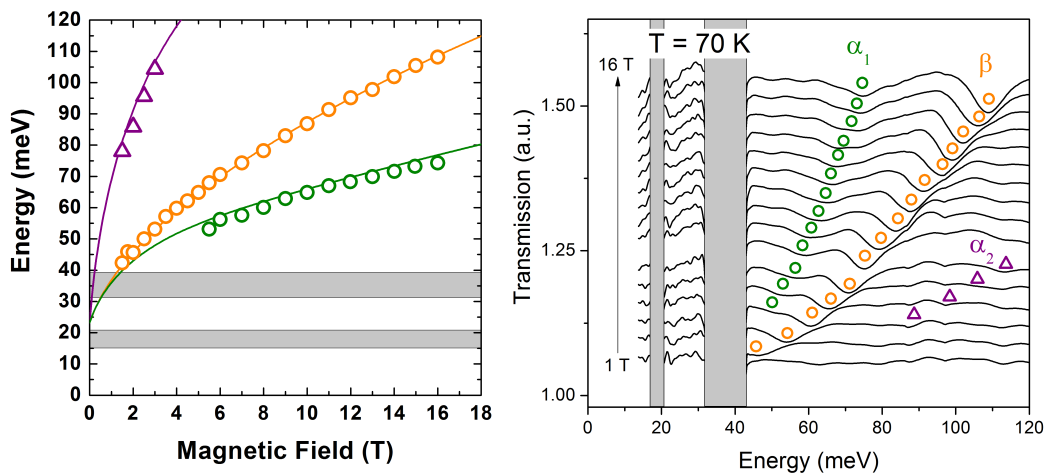 120
110
100
90
80
70
60
50
40
30
20
10
0
Energy (meV)
0 2 4 6 8 10 12 14 16 18
Magnetic Field (T)
T = 70 K
α₁
β
16 T
α₂
1 T
1.50
1.25
1.00
Transmission (a.u.)
0 20 40 60 80 100 120
Energy (meV)